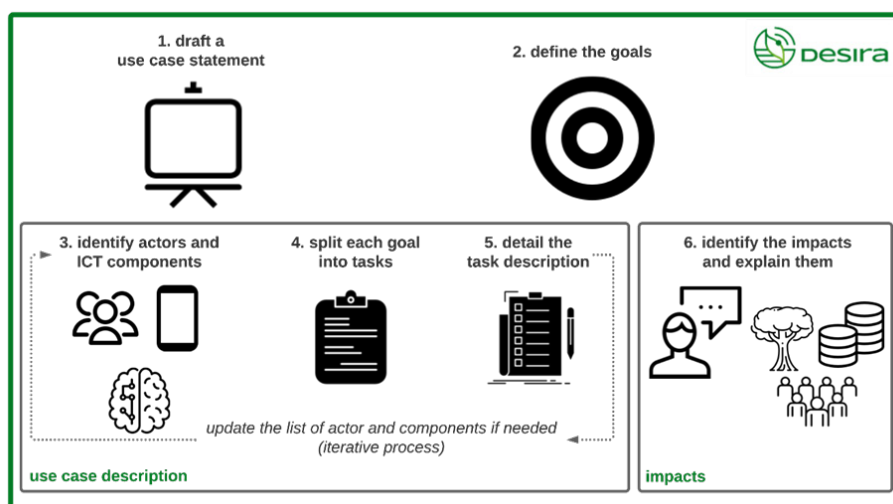 1. draft a
use case statement
2. define the goals
DESIRA
3. identify actors and
ICT components
4. split each goal
into tasks
5. detail the
task description
update the list of actor and components if needed
(iterative process)
use case description
6. identify the impacts
and explain them
impacts